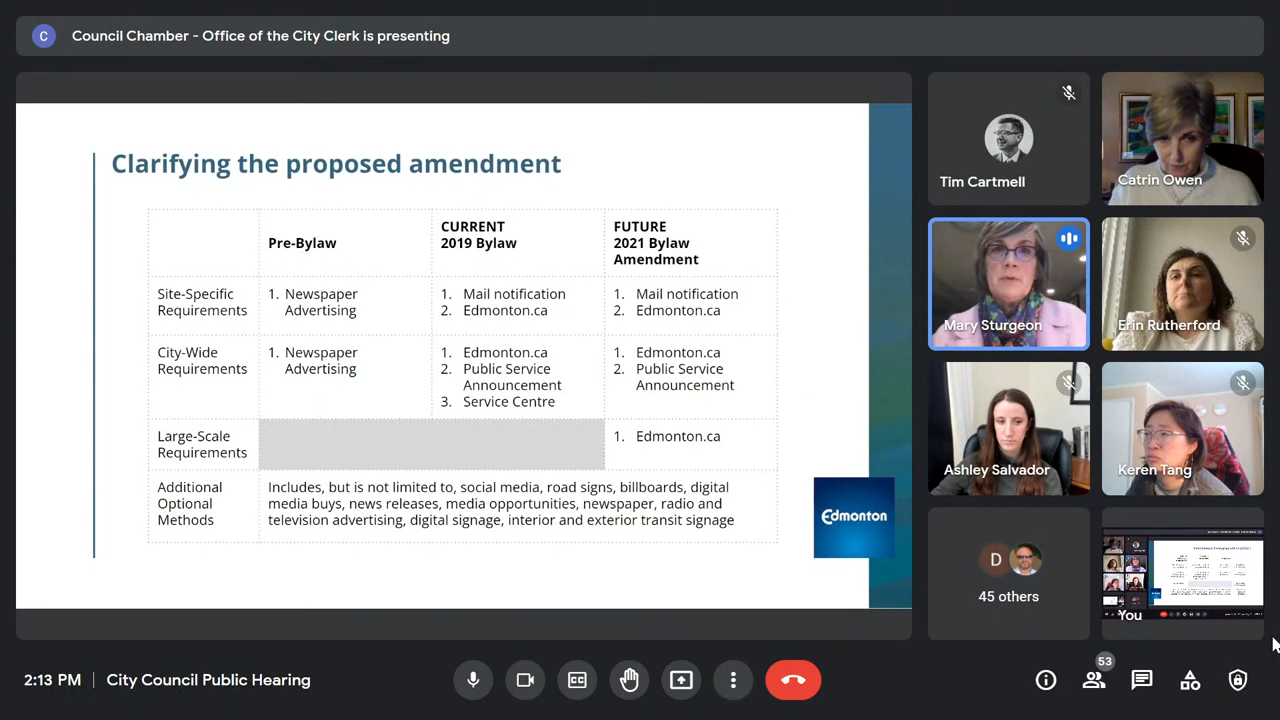 C
Council Chamber - Office of the City Clerk is presenting
Clarifying the proposed amendment
Pre-Bylaw
CURRENT
2019 Bylaw
FUTURE
2021 Bylaw
Amendment
Site-Specific
Requirements
1. Newspaper
Advertising
1. Mail notification
2. Edmonton.ca
1. Mail notification
2. Edmonton.ca
City-Wide
Requirements
1. Newspaper
Advertising
1. Edmonton.ca
2. Public Service
Announcement
3. Service Centre
1. Edmonton.ca
2. Public Service
Announcement
Large-Scale
Requirements
1. Edmonton.ca
Additional
Optional
Methods
Includes, but is not limited to, social media, road signs, billboards, digital
media buys, news releases, media opportunities, newspaper, radio and
television advertising, digital signage, interior and exterior transit signage
Edmonton
Tim Cartmell
Catrin Owen
Mary Sturgeon
Erin Rutherford
Ashley Salvador
Keren Tang
D
45 others
You
2:13 PM
City Council Public Hearing
CC
53